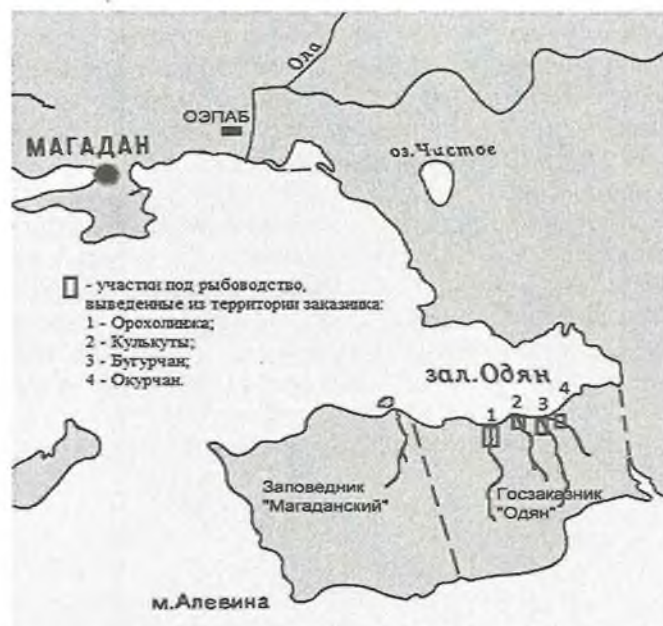 Ола
ОЭПАБ
МАГАДАН
оз.Чистое
- участки под рыбоводство,
выведенные из территории заказника:
1 - Орохолинжа;
2 - Кулькуты;
3 - Бугурчан;
4 - Окурчан.
зал.Одян
1 2 3 4
Заповедник
"Магаданский"
Госзаказник
"Одян"
м.Алевина